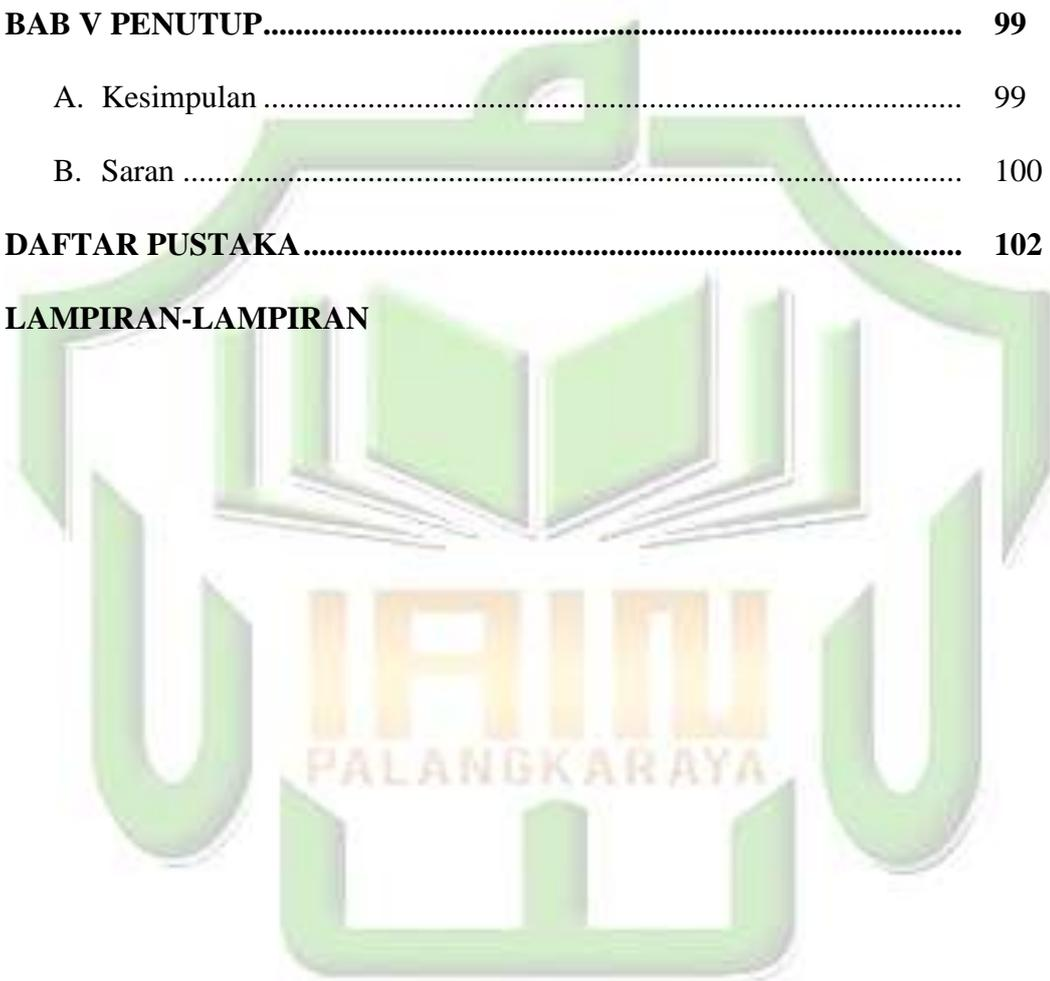 BAB V PENUTUP.................................................................................... 99
A. Kesimpulan .................................................................................... 99
B. Saran .............................................................................................. 100
DAFTAR PUSTAKA............................................................................... 102
LAMPIRAN-LAMPIRAN
IAIN
PALANGKARAYA